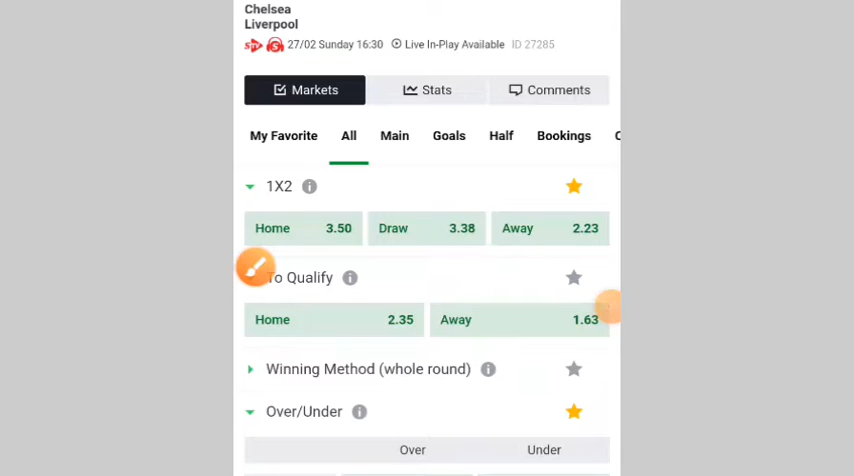 Chelsea
Liverpool
27/02 Sunday 16:30 Live In-Play Available ID 27285
Markets Stats Comments
My Favorite All Main Goals Half Bookings
1X2
Home 3.50 Draw 3.38 Away 2.23
To Qualify
Home 2.35 Away 1.63
Winning Method (whole round)
Over/Under
Over Under